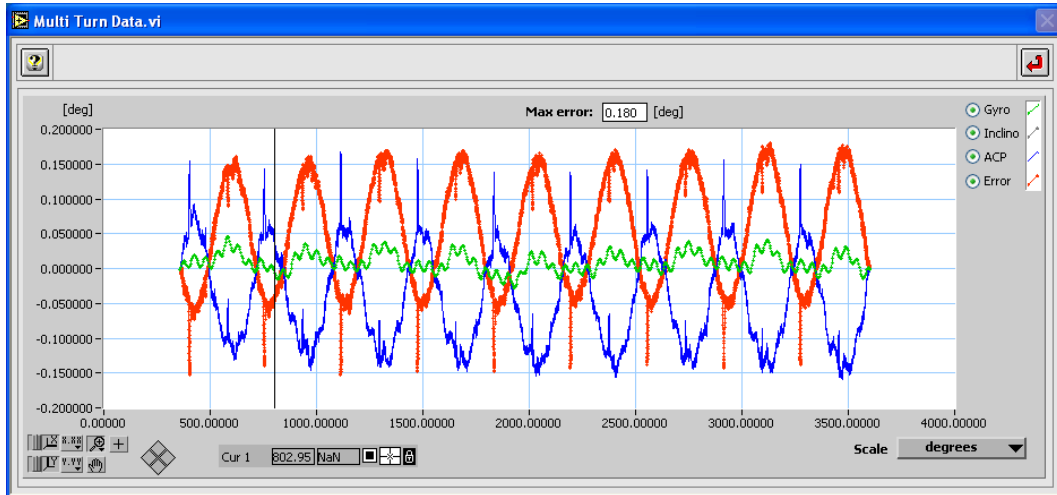 Multi Turn Data.vi
?
[deg]
Max error: 0.180 [deg]
Gyro
Inclino
ACP
Error
0.200000
0.150000
0.100000
0.050000
0.000000
-0.050000
-0.100000
-0.150000
-0.200000
0.00000 500.00000 1000.00000 1500.00000 2000.00000 2500.00000 3000.00000 3500.00000 4000.00000
X X.XX
Y Y.YY
Cur 1 802.95 NaN
Scale degrees